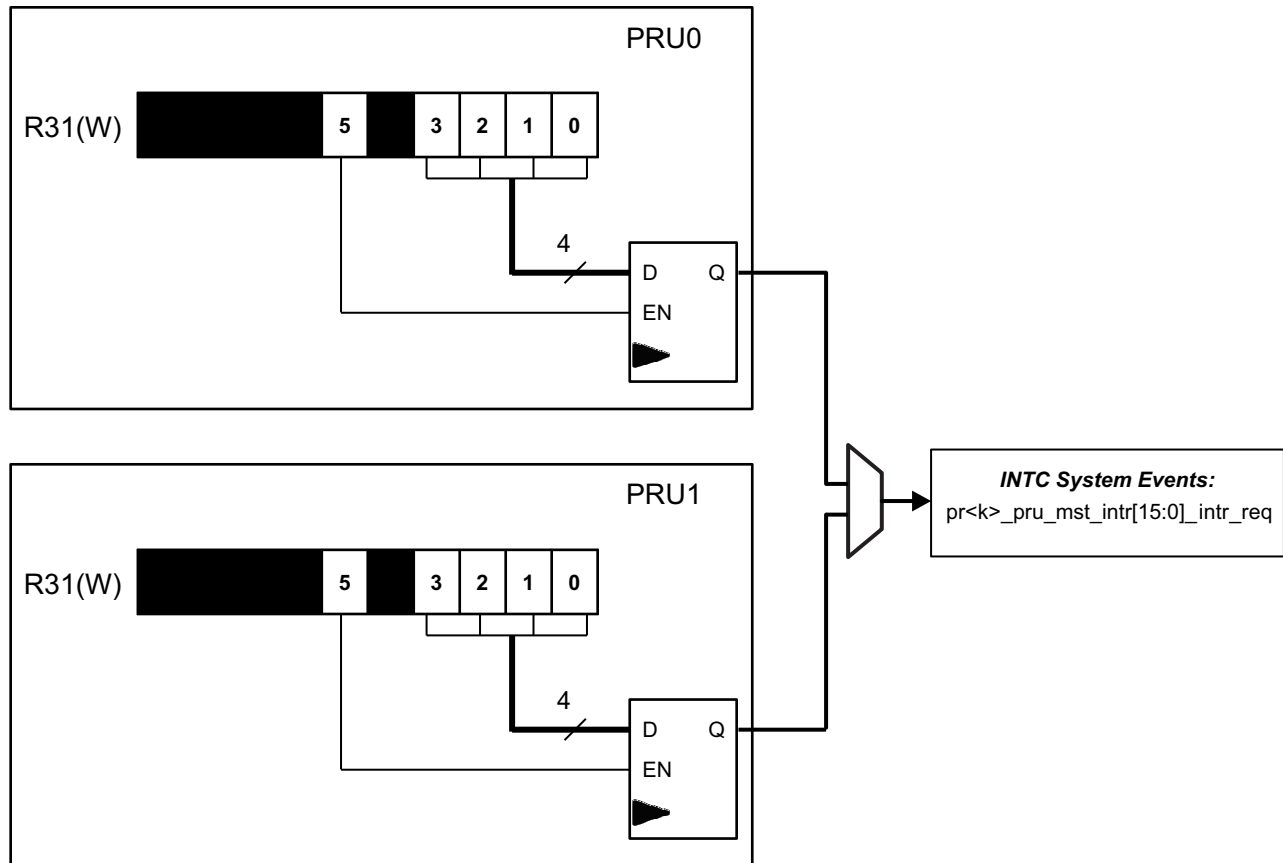 PRU0
R31(W)
5 3 2 1 0
4
D Q
EN
PRU1
R31(W)
5 3 2 1 0
4
D Q
EN
INTC System Events:
pr<k>_pru_mst_intr[15:0]_intr_req